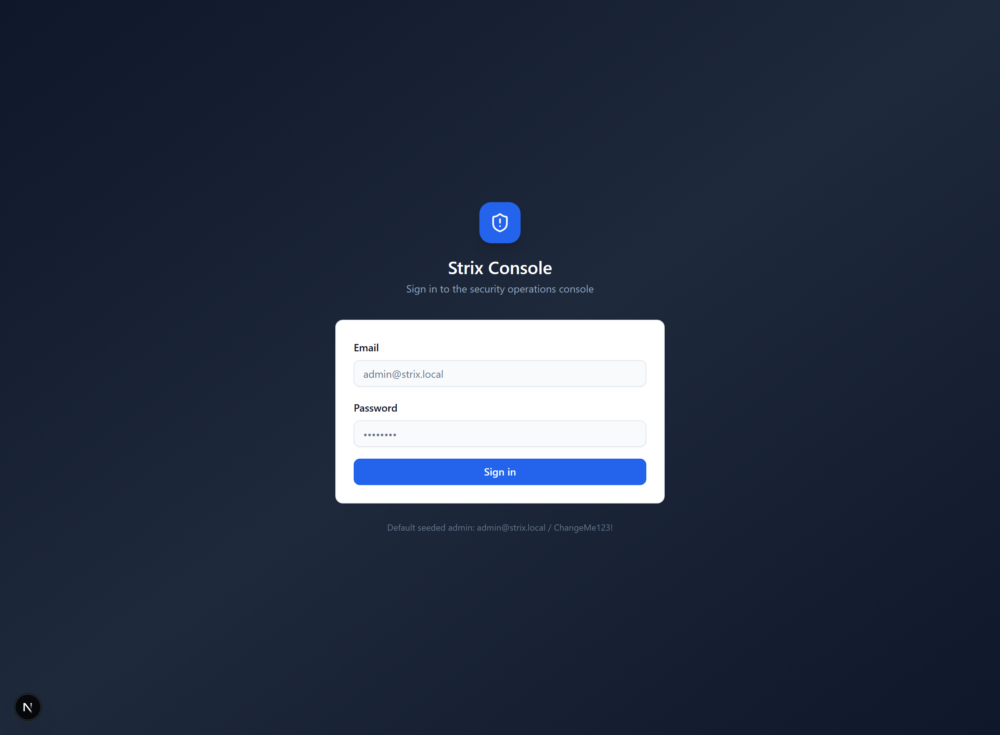 Strix Console
Sign in to the security operations console
Email
admin@strix.local
Password
••••••••
Sign in
Default seeded admin: admin@strix.local / ChangeMe123!
N